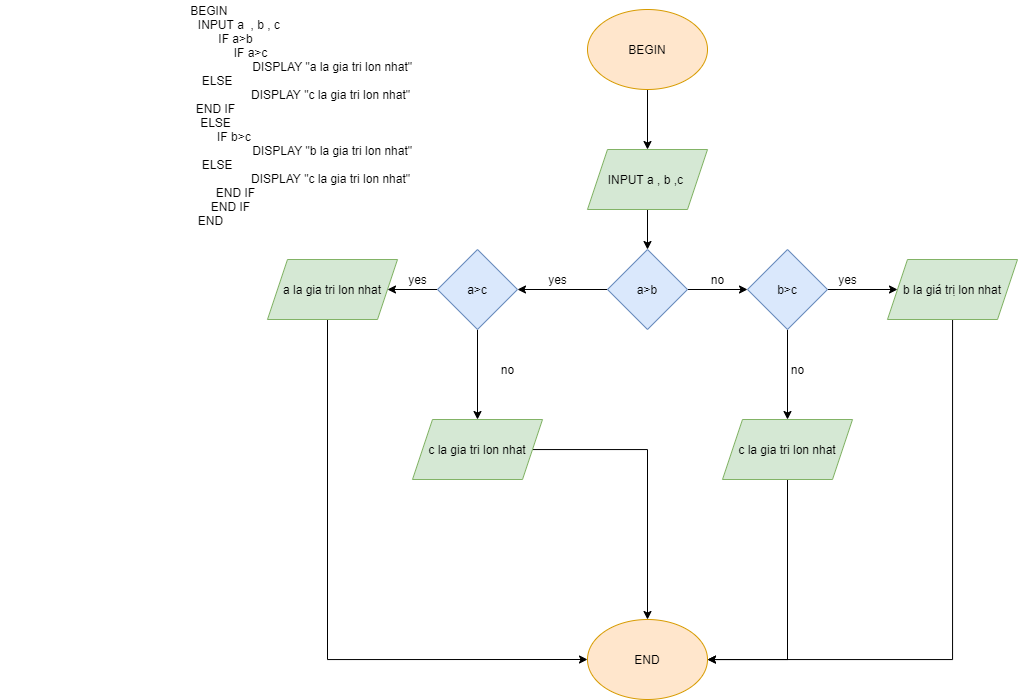 BEGIN
INPUT a , b , c
IF a>b
IF a>c
DISPLAY "a la gia tri lon nhat"
ELSE
DISPLAY "c la gia tri lon nhat"
END IF
ELSE
IF b>c
DISPLAY "b la gia tri lon nhat"
ELSE
DISPLAY "c la gia tri lon nhat"
END IF
END IF
END
BEGIN
INPUT a , b ,c
a la gia tri lon nhat
yes
a>c
yes
a>b
no
b>c
yes
b la giá trị lon nhat
no
no
c la gia tri lon nhat
c la gia tri lon nhat
END